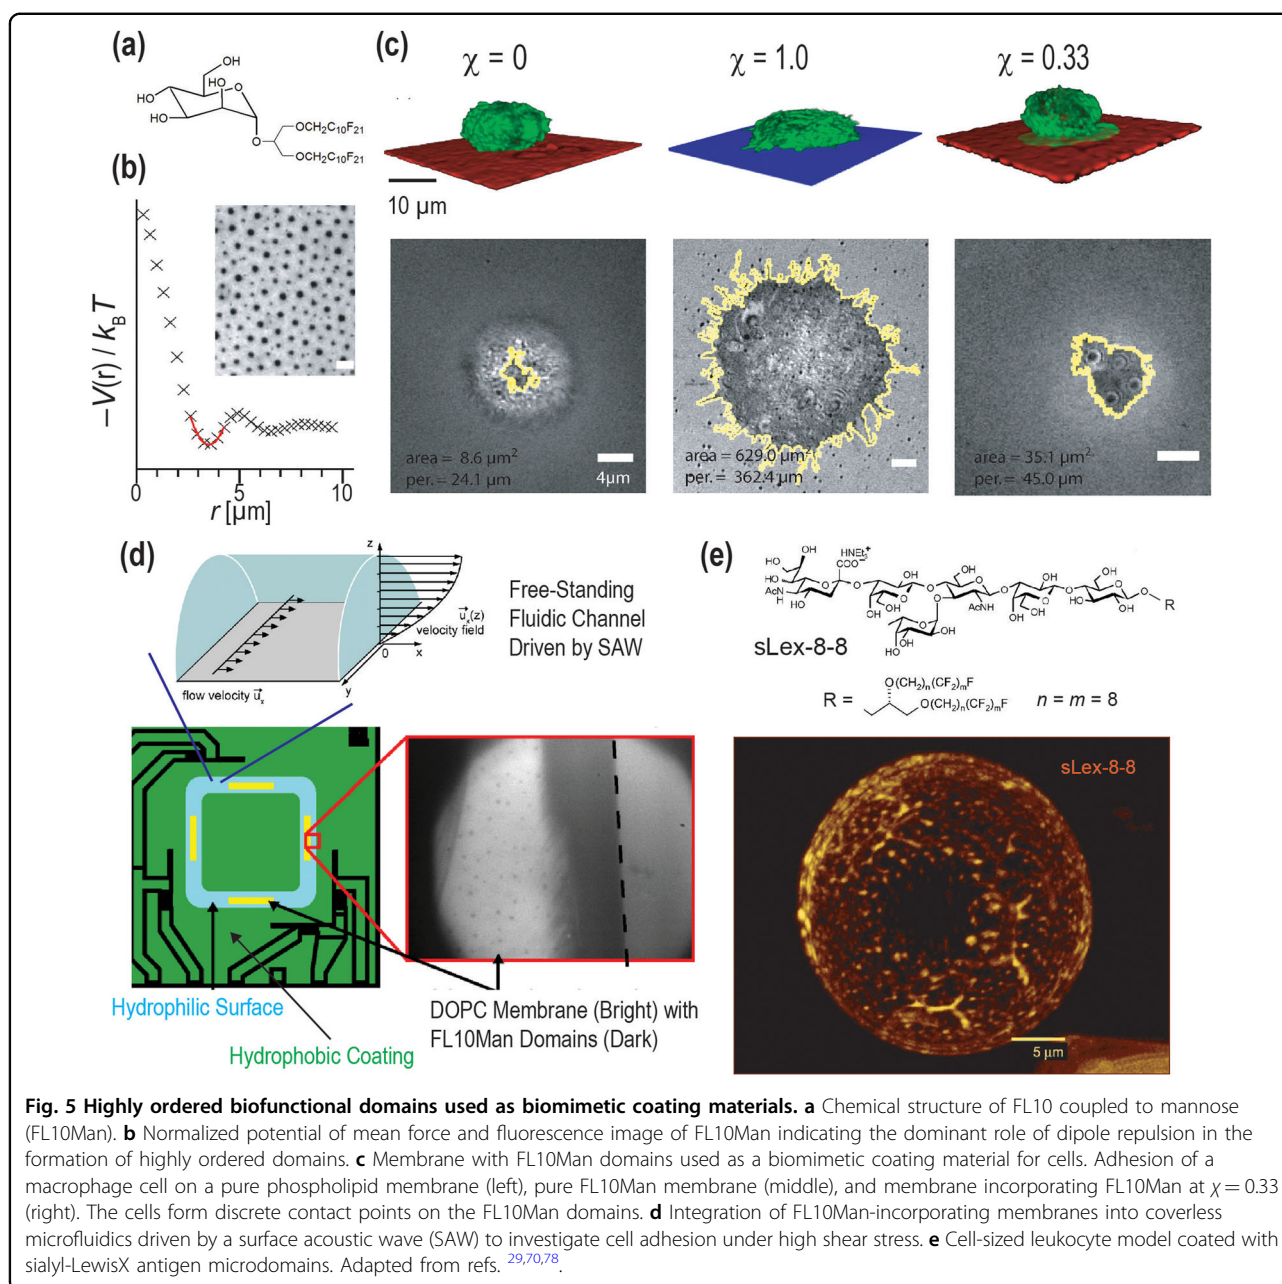 (a)
OH
HO
HO
HO
O
O
OCH₂C₁₀F₂₁
OCH₂C₁₀F₂₁
(b)
−V(r) / k_BT
0
5
10
r [µm]
(c)
χ = 0
χ = 1.0
χ = 0.33
10 µm
area = 8.6 µm²
per. = 24.1 µm
4µm
area = 629.0 µm²
per. = 362.4 µm
area = 35.1 µm²
per. = 45.0 µm
(d)
z
u⃗ₓ(z)
velocity field
0
x
y
flow velocity u⃗ₓ
Free-Standing
Fluidic Channel
Driven by SAW
Hydrophilic Surface
Hydrophobic Coating
DOPC Membrane (Bright) with
FL10Man Domains (Dark)
(e)
HNEt₃⁺
COO⁻
sLex-8-8
R
R =
O(CH₂)ₙ(CF₂)ₘF
O(CH₂)ₙ(CF₂)ₘF
n = m = 8
sLex-8-8
5 µm
Fig. 5 Highly ordered biofunctional domains used as biomimetic coating materials. a Chemical structure of FL10 coupled to mannose
(FL10Man). b Normalized potential of mean force and fluorescence image of FL10Man indicating the dominant role of dipole repulsion in the
formation of highly ordered domains. c Membrane with FL10Man domains used as a biomimetic coating material for cells. Adhesion of a
macrophage cell on a pure phospholipid membrane (left), pure FL10Man membrane (middle), and membrane incorporating FL10Man at χ = 0.33
(right). The cells form discrete contact points on the FL10Man domains. d Integration of FL10Man-incorporating membranes into coverless
microfluidics driven by a surface acoustic wave (SAW) to investigate cell adhesion under high shear stress. e Cell-sized leukocyte model coated with
sialyl-LewisX antigen microdomains. Adapted from refs. 29,70,78.